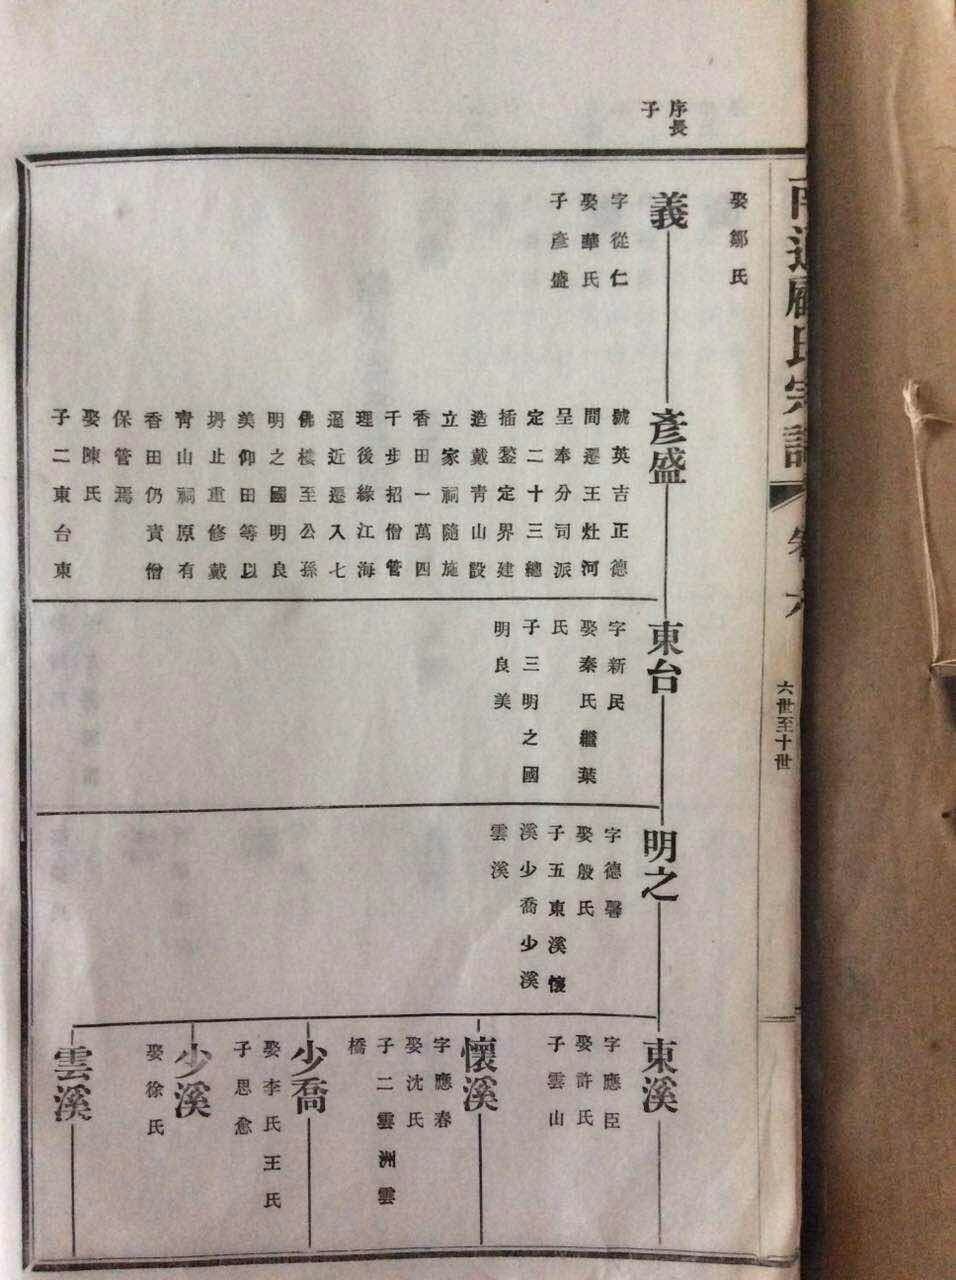 南通顧氏宗譜
卷六
六世至十世
序長
子
娶鄒氏
義
字從仁
娶華氏
子彥盛
彥盛
號英吉正德
間遷王灶河
呈奉分司派
定二十三總
插鍫定界建
造戴青山設
立家祠隨施
香田一萬四
千步招僧管
理後緣江海
逼近遷入七
佛樓至公孫
明之國明良
美仰田等以
坍止重修戴
青山祠原有
香田仍責僧
保管焉
娶陳氏
子二東台東
東台
字新民
娶秦氏繼葉
氏
子三明之國
明良美
明之
字德馨
娶殷氏
子五東溪懷
溪少喬少溪
雲溪
東溪
字應臣
娶許氏
子雲山
懷溪
字應春
娶沈氏
子二雲洲雲
橋
少喬
娶李氏王氏
子思愈
少溪
娶徐氏
雲溪